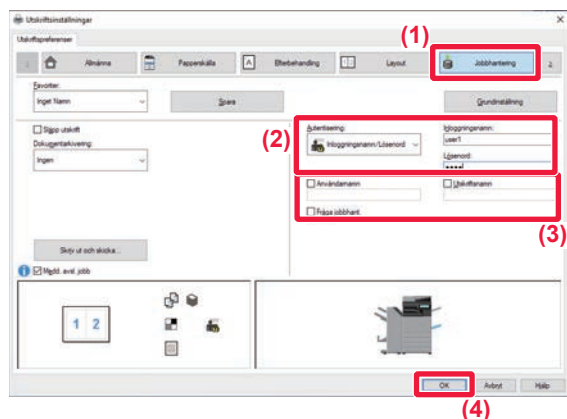 Utskriftsinställningar
Utskriftspreferenser
(1)
Allmänna
Papperskälla
Efterbehandling
Layout
Jobbhantering
Favoriter:
Inget Namn
Spara
Grundinställning
(2)
Släpp utskrift
Dokumentarkivering:
Ingen
Autentisering:
Inloggningsnamn/Lösenord
Inloggningsnamn:
user1
Lösenord:
••••
Användarnamn
Utskriftsnamn
Fråga jobbhant.
(3)
Skriv ut och skicka...
Medd. avsl. jobb
1 2
OK
Avbryt
Hjälp
(4)